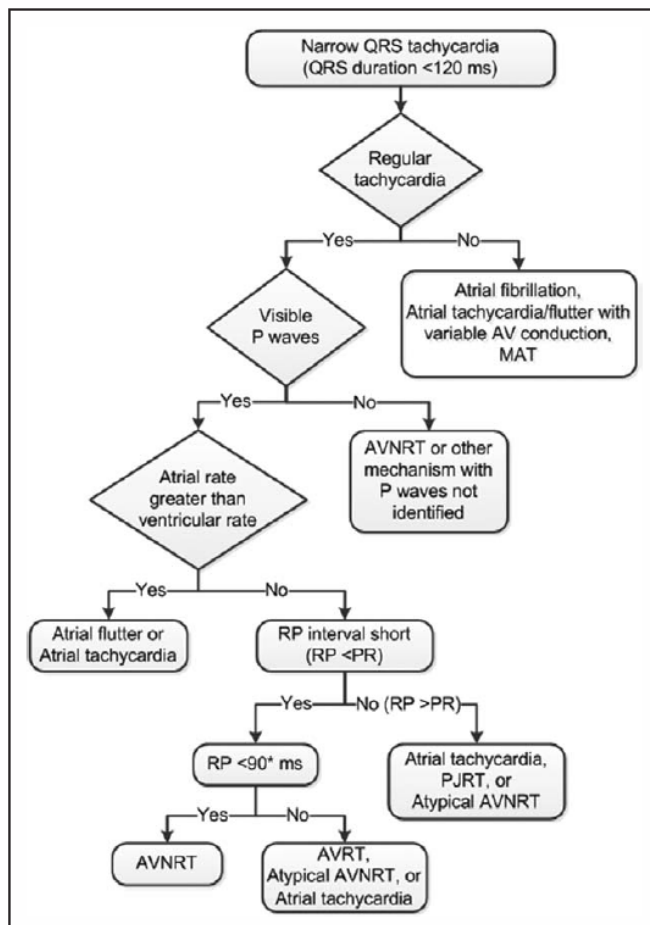 Narrow QRS tachycardia
(QRS duration <120 ms)
Regular
tachycardia
Yes
No
Visible
P waves
Atrial fibrillation,
Atrial tachycardia/flutter with
variable AV conduction,
MAT
Yes
No
Atrial rate
greater than
ventricular rate
AVNRT or other
mechanism with
P waves not
identified
Yes
No
Atrial flutter or
Atrial tachycardia
RP interval short
(RP <PR)
Yes
No (RP >PR)
RP <90* ms
Atrial tachycardia,
PJRT, or
Atypical AVNRT
Yes
No
AVNRT
AVRT,
Atypical AVNRT, or
Atrial tachycardia